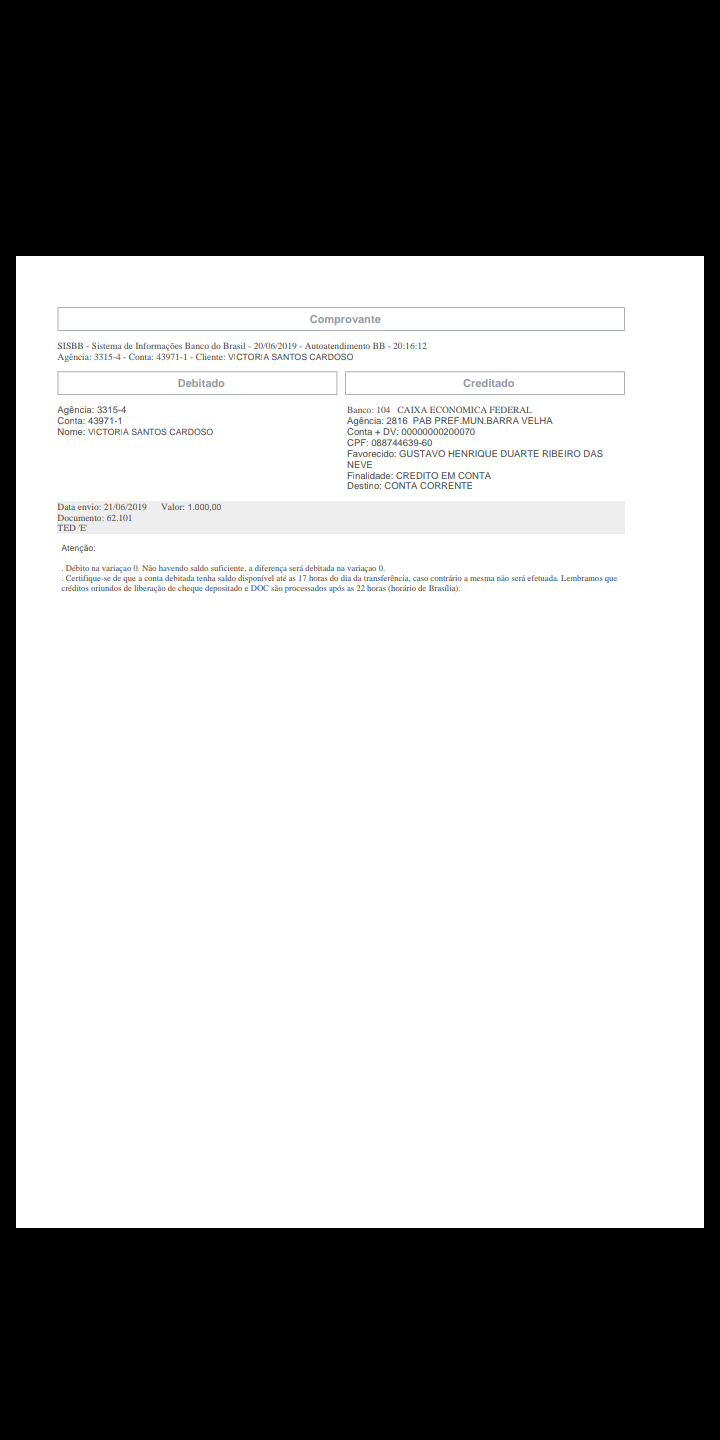 Comprovante
SISBB - Sistema de Informações Banco do Brasil - 20/06/2019 - Autoatendimento BB - 20:16:12
Agência: 3315-4 - Conta: 43971-1 - Cliente: VICTORIA SANTOS CARDOSO
Debitado
Agência: 3315-4
Conta: 43971-1
Nome: VICTORIA SANTOS CARDOSO
Creditado
Banco: 104   CAIXA ECONOMICA FEDERAL
Agência: 2816  PAB PREF.MUN.BARRA VELHA
Conta + DV: 00000000200070
CPF: 088744639-60
Favorecido: GUSTAVO HENRIQUE DUARTE RIBEIRO DAS
NEVE
Finalidade: CREDITO EM CONTA
Destino: CONTA CORRENTE
Data envio: 21/06/2019      Valor: 1.000,00
Documento: 62.101
TED 'E'
Atenção:
. Débito na variaçao 0. Não havendo saldo suficiente, a diferença será debitada na variaçao 0.
. Certifique-se de que a conta debitada tenha saldo disponível até as 17 horas do dia da transferência, caso contrário a mesma não será efetuada. Lembramos que
créditos oriundos de liberação de cheque depositado e DOC são processados após as 22 horas (horário de Brasília).